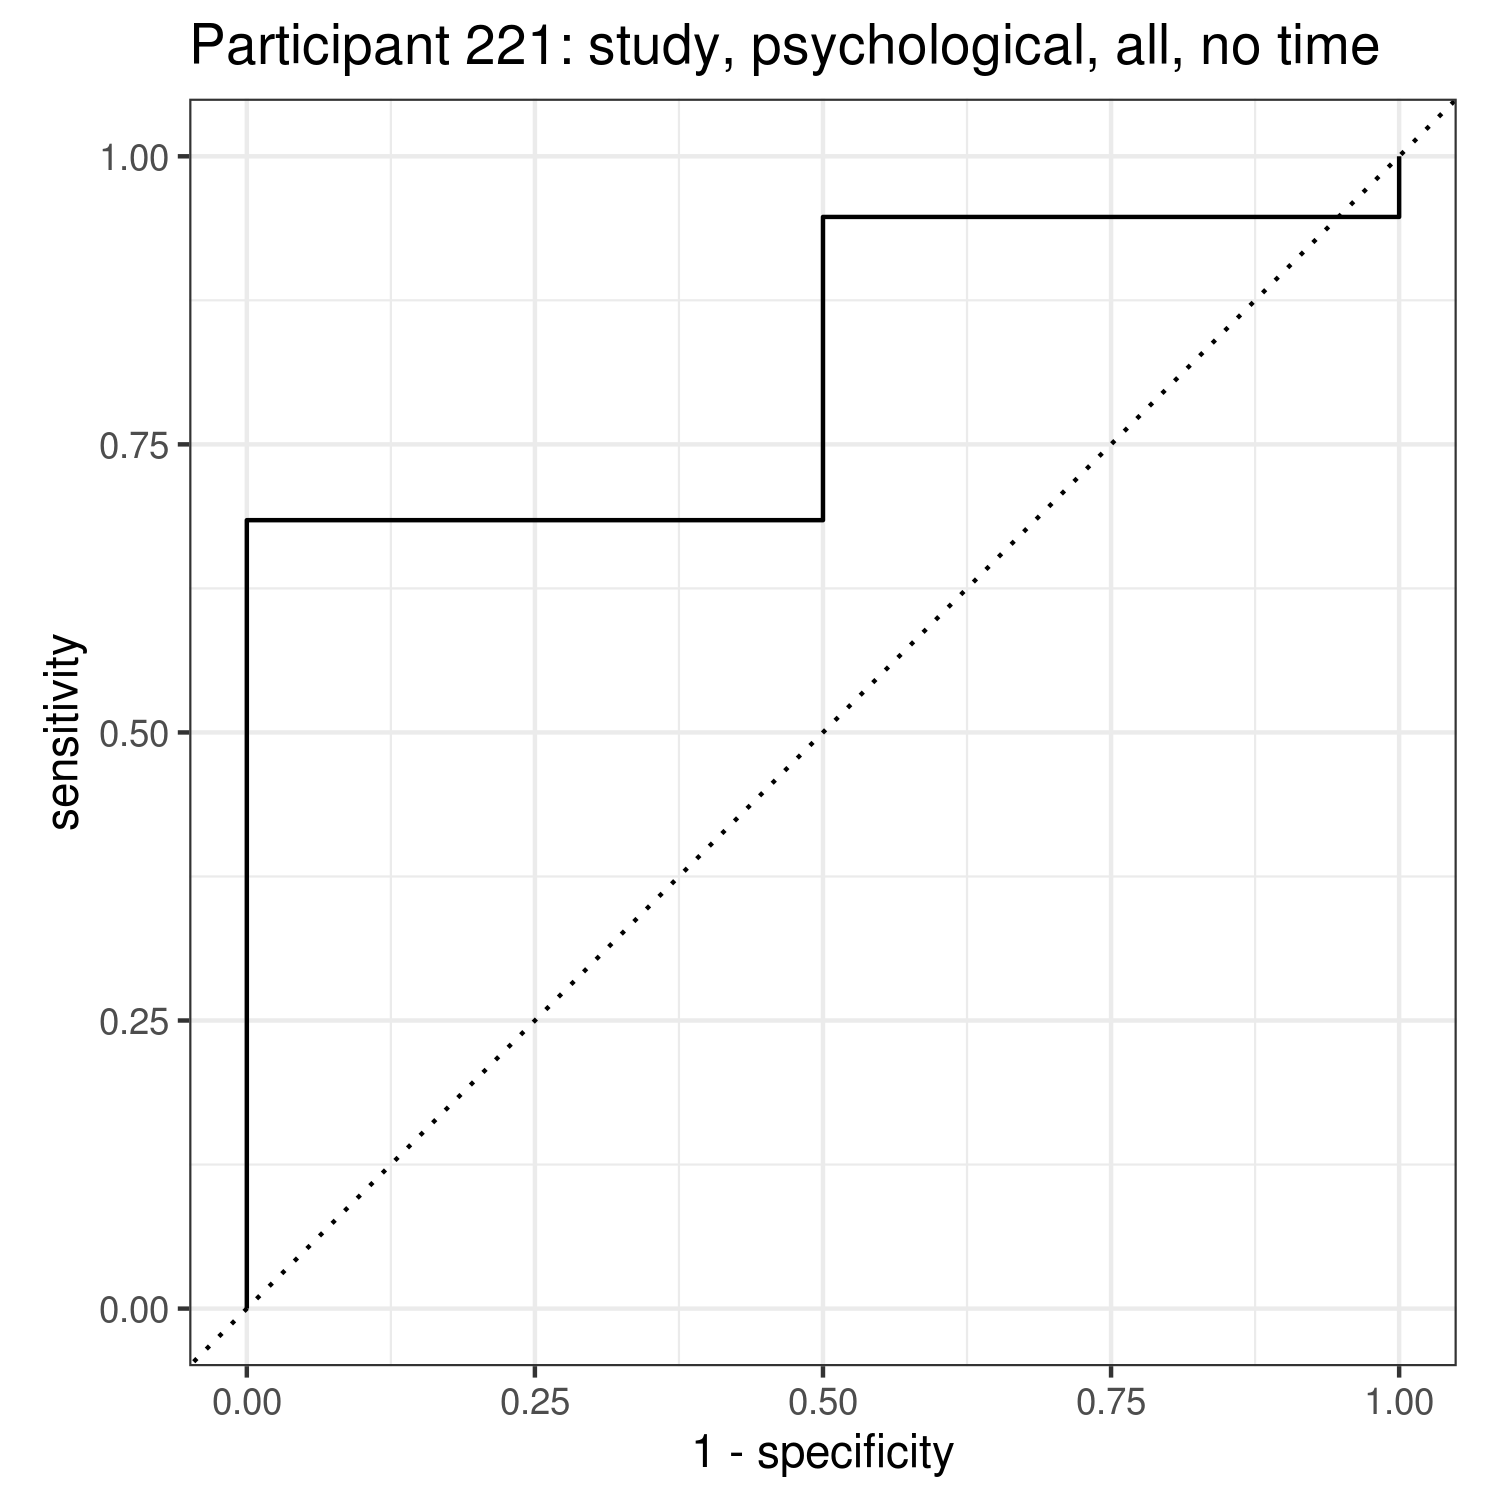 Participant 221: study, psychological, all, no time
1.00
0.75
0.50
0.25
0.00
sensitivity
0.00 0.25 0.50 0.75 1.00
1 - specificity